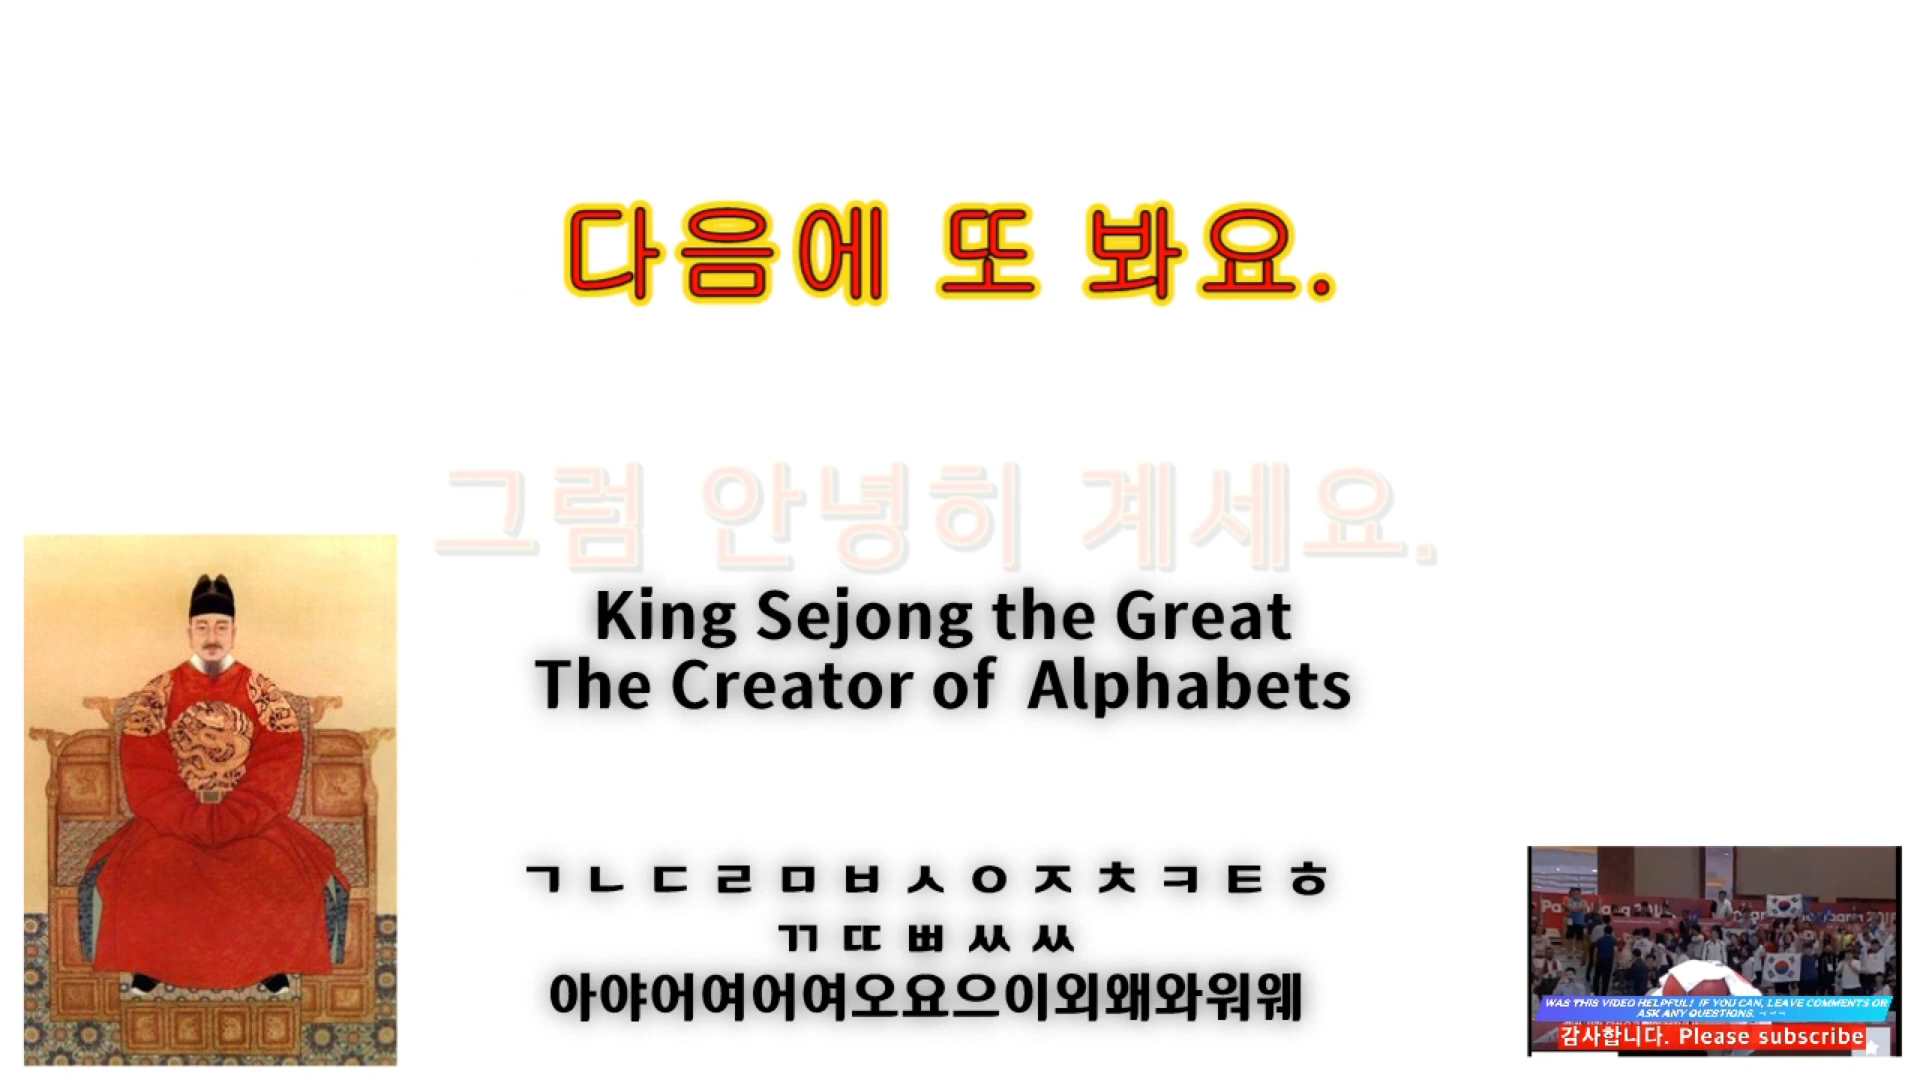 다음에 또 봐요.
그럼 안녕히 계세요.
King Sejong the Great
The Creator of Alphabets
ㄱ ㄴ ㄷ ㄹ ㅁ ㅂ ㅅ ㅇ ㅈ ㅊ ㅋ ㅌ ㅎ
ㄲ ㄸ ㅃ ㅆ ㅆ
아야어여어여오요으이외왜와워웨
WAS THIS VIDEO HELPFUL! IF YOU CAN, LEAVE COMMENTS OR
ASK ANY QUESTIONS. ㅋㅋㅋ
감사합니다. Please subscribe